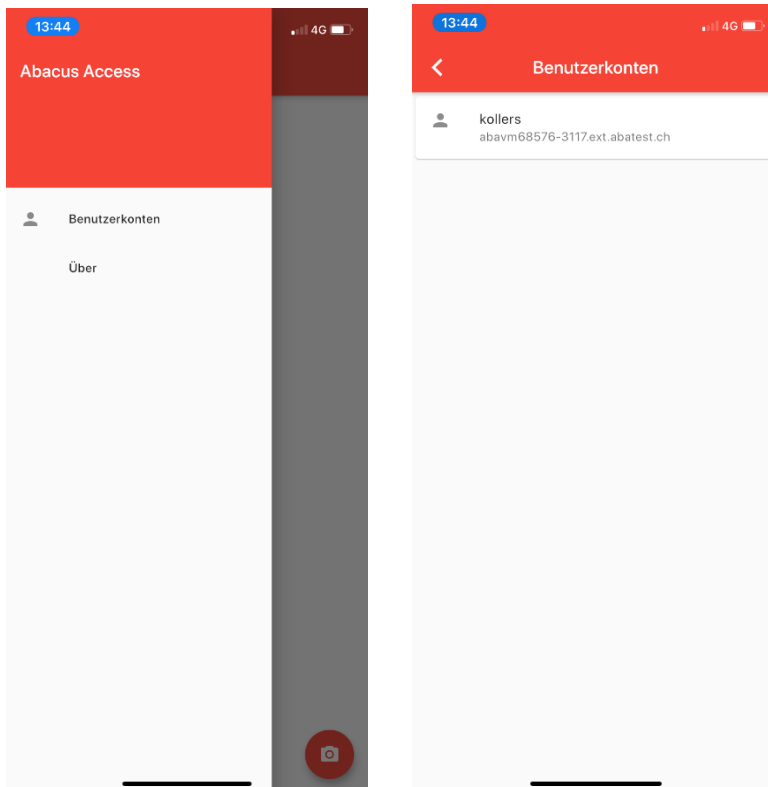 13:44
4G
Abacus Access
Benutzerkonten
Über
13:44
4G
Benutzerkonten
kollers
abavm68576-3117.ext.abatest.ch